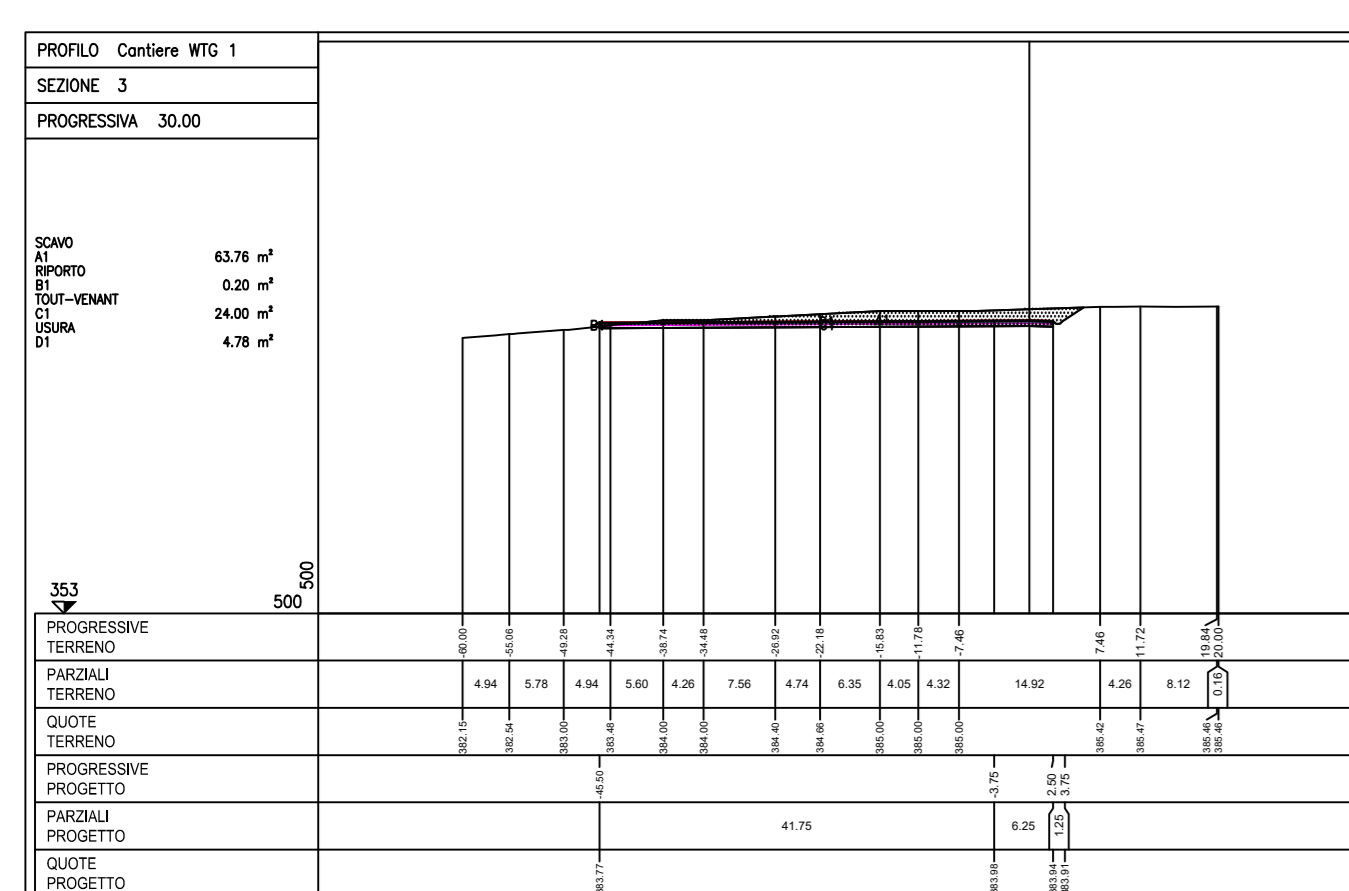 PROFILO Cantiere WTG 1
SEZIONE 3
PROGRESSIVA 30.00
SCAVO
A1 63.76 m²
RIPORTO
B1 0.20 m²
TOUT-VENANT
C1 24.00 m²
USURA
D1 4.78 m²
353
500
500
PROGRESSIVE TERRENO
-60.00 -55.06 -49.28 -44.34 -38.74 -34.48 -26.92 -22.18 -15.83 -11.78 -7.46 7.46 11.72 19.84 20.00
PARZIALI TERRENO
4.94 5.78 4.94 5.60 4.26 7.56 4.74 6.35 4.05 4.32 14.92 4.26 8.12 0.16
QUOTE TERRENO
382.15 382.54 383.00 383.48 384.00 384.00 384.40 384.66 385.00 385.00 385.00 385.42 385.47 385.46 385.46
PROGRESSIVE PROGETTO
-45.50 -3.75 2.50 3.75
PARZIALI PROGETTO
41.75 6.25 1.25
QUOTE PROGETTO
383.77 383.98 383.94 383.91